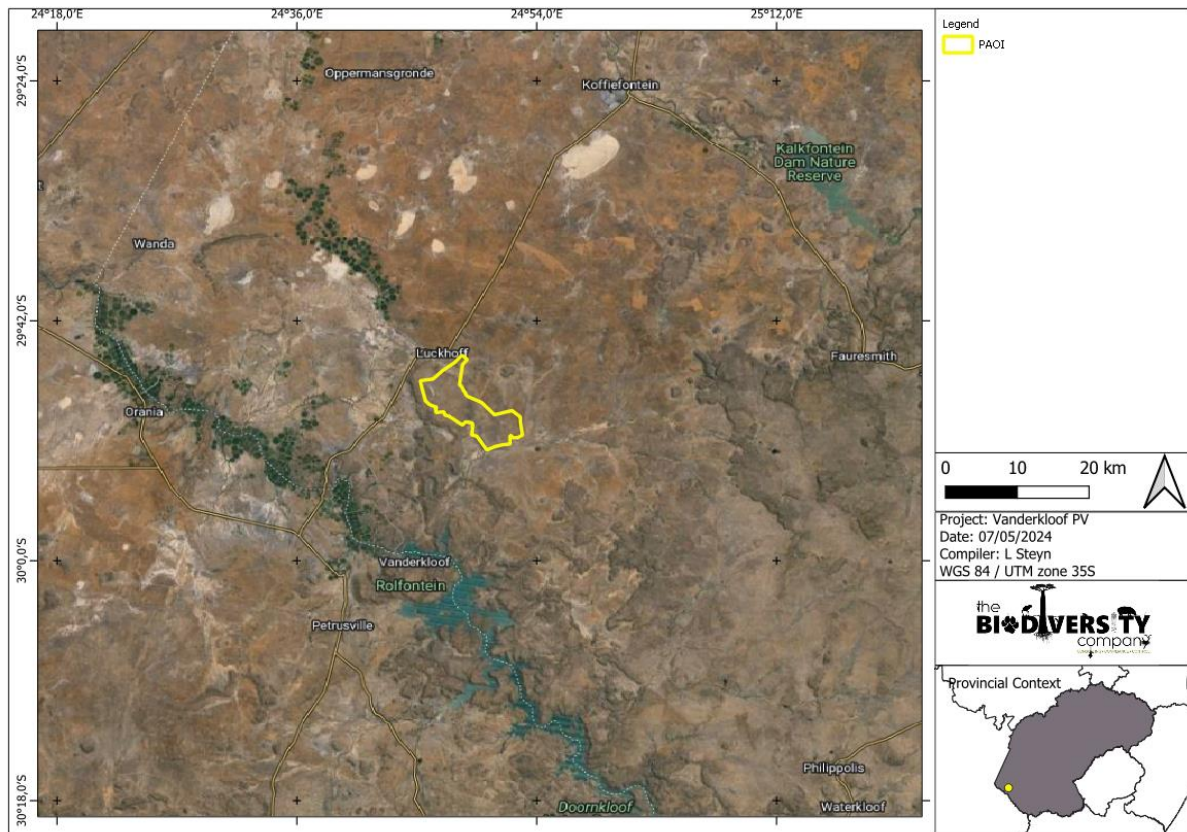 24°18,0'E
24°36,0'E
24°54,0'E
25°12,0'E
29°24,0'S
29°42,0'S
30°0,0'S
30°18,0'S
Oppermansgronde
Koffiefontein
Kalkfontein
Dam Nature
Reserve
Wanda
Luckhoff
Fauresmith
Orania
Vanderkloof
Rolfontein
Petrusville
Philippolis
Doornkloof
Waterkloof
Legend
PAOI
0 10 20 km
Project: Vanderkloof PV
Date: 07/05/2024
Compiler: L Steyn
WGS 84 / UTM zone 35S
the
BIODIVERSITY
company
Provincial Context